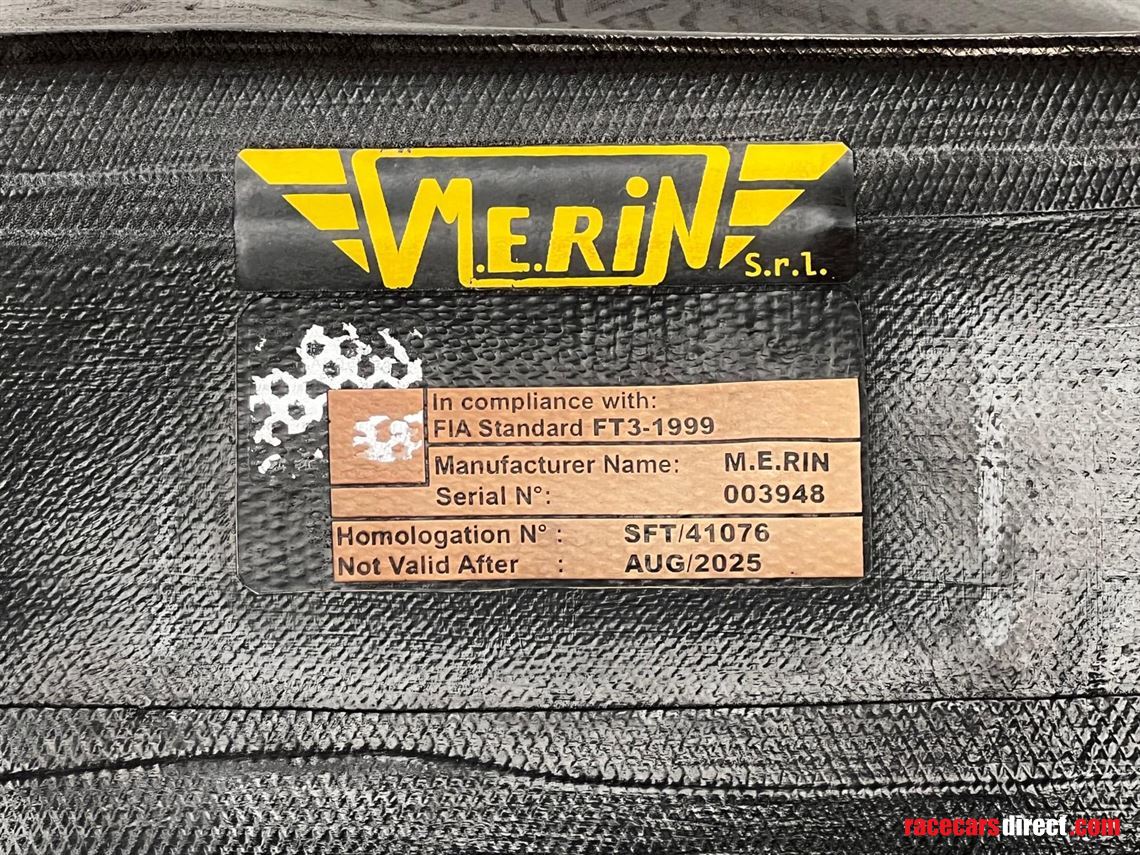 M.E.RiN
S.r.l.
In compliance with:
FIA Standard FT3-1999
Manufacturer Name: M.E.RIN
Serial N°: 003948
Homologation N° : SFT/41076
Not Valid After : AUG/2025
racecarsdirect.com